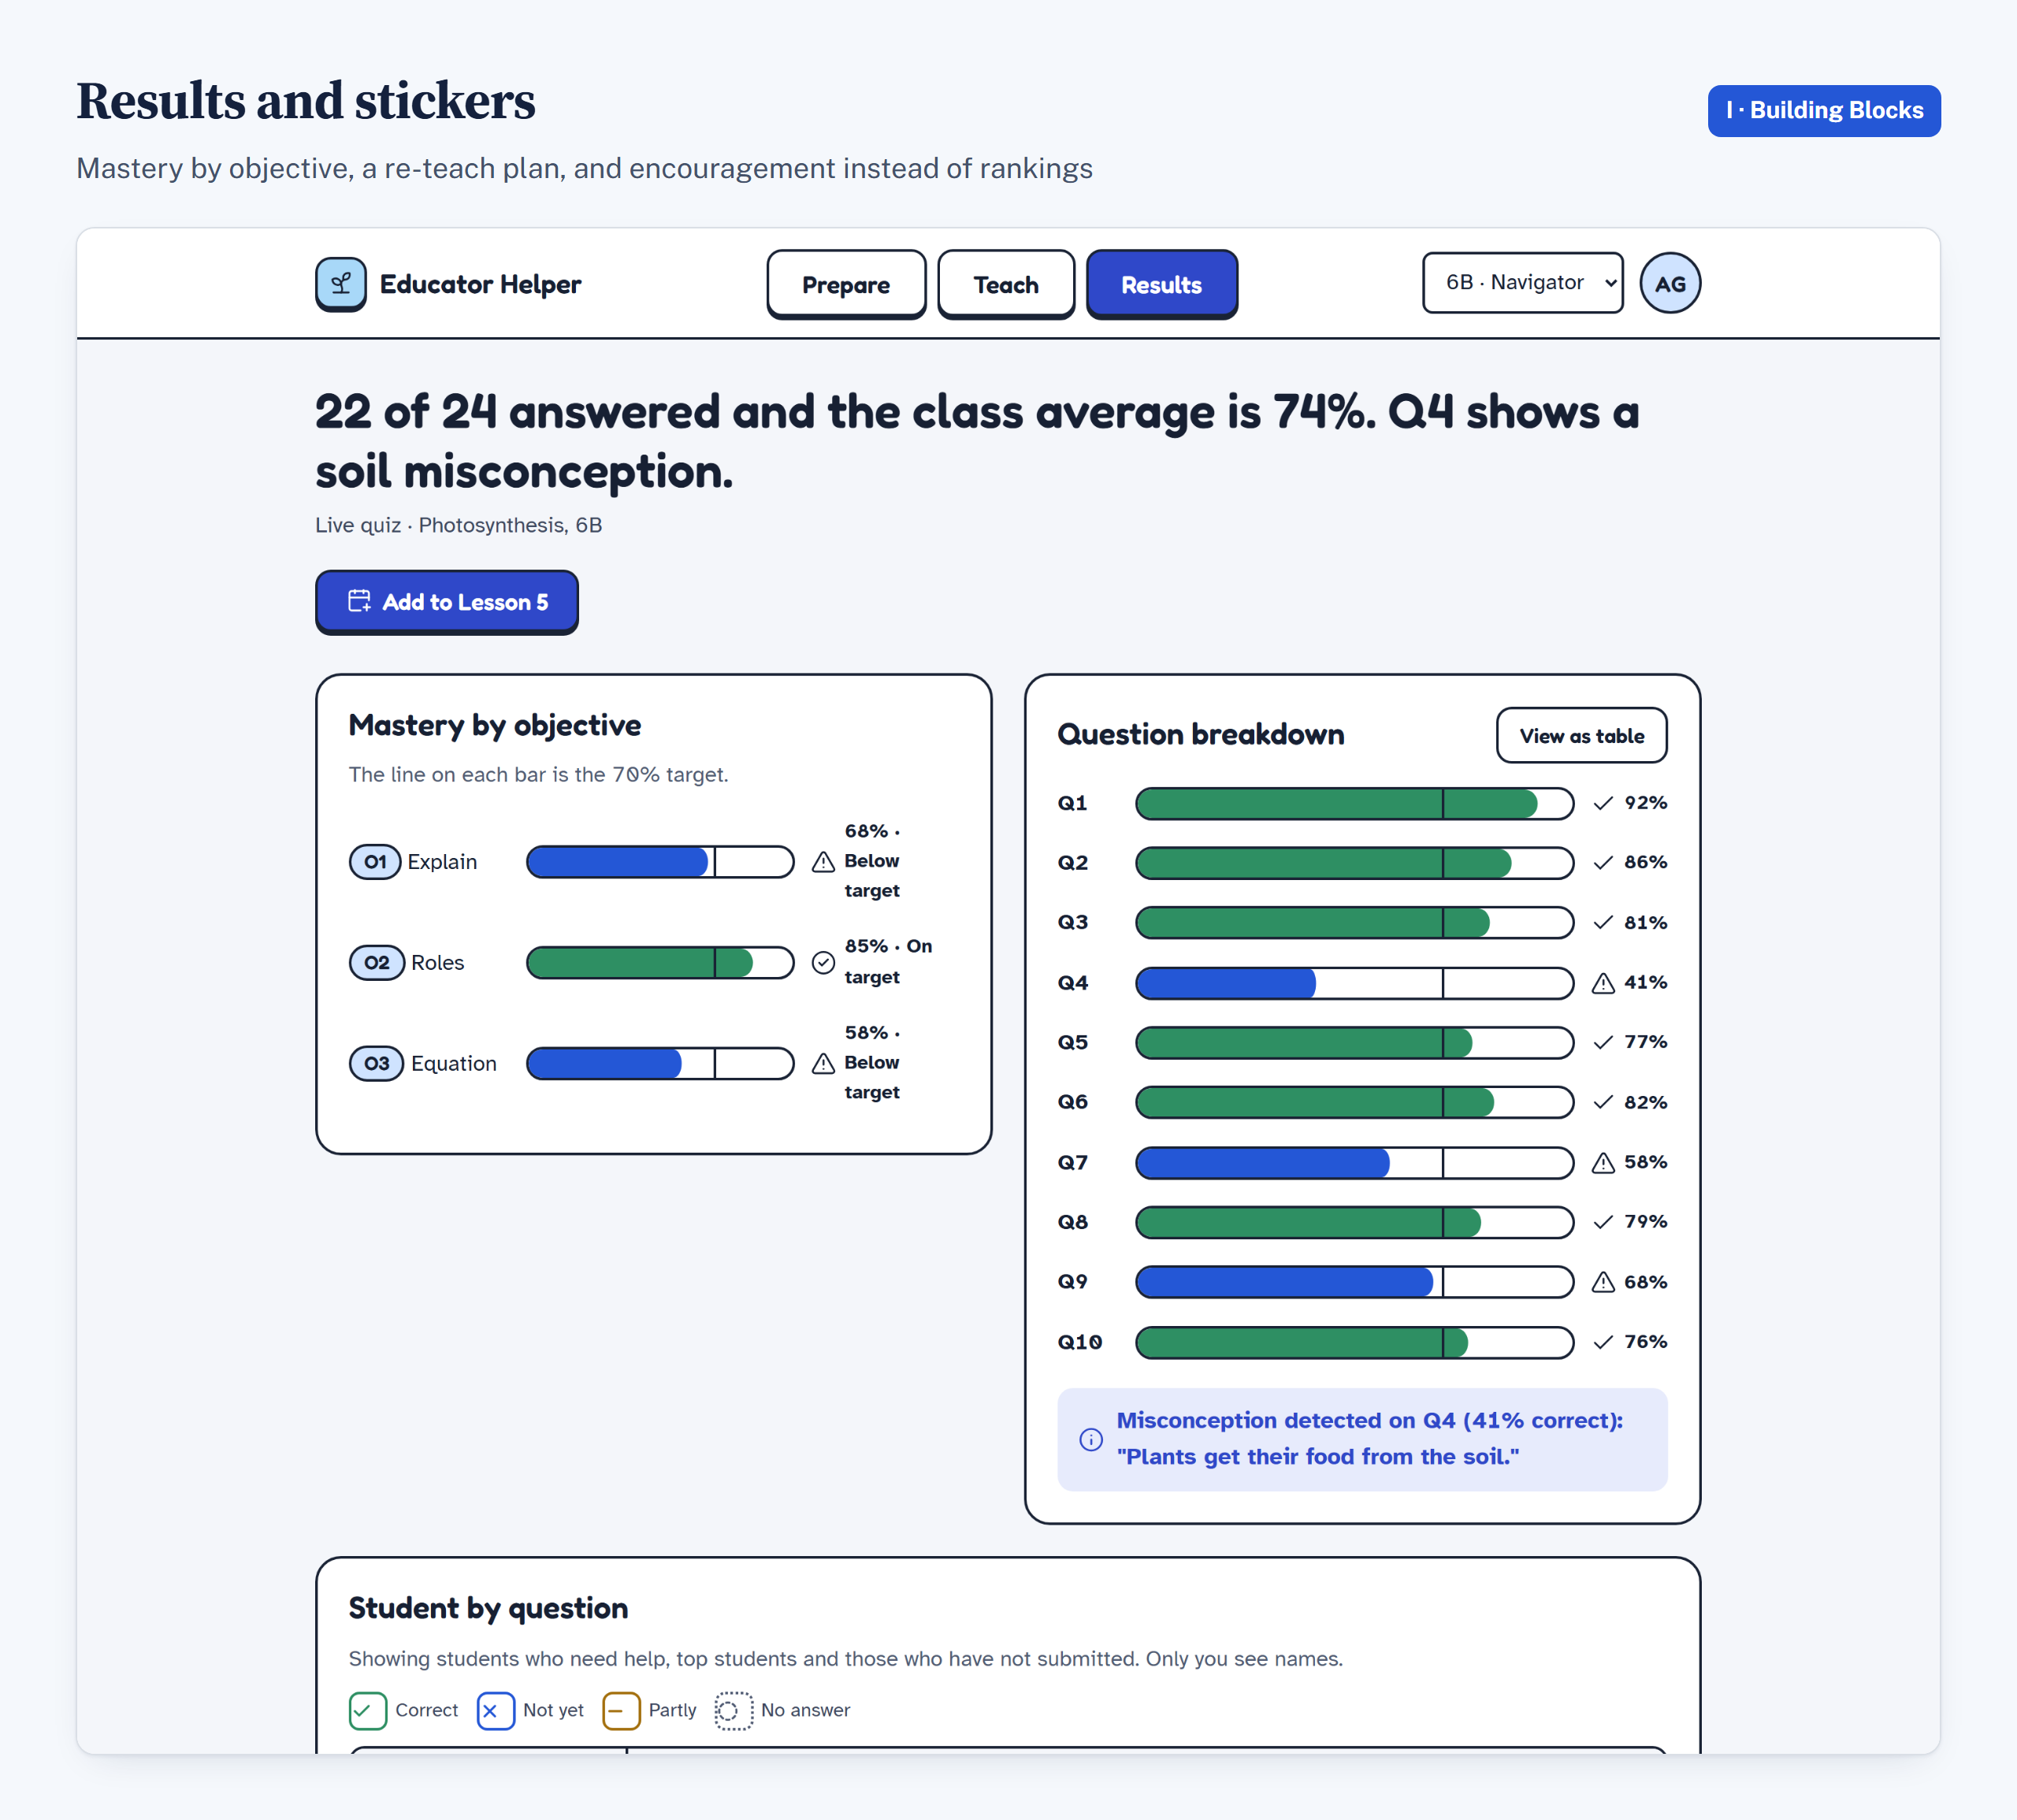 Results and stickers
I · Building Blocks
Mastery by objective, a re-teach plan, and encouragement instead of rankings
Educator Helper
Prepare
Teach
Results
6B · Navigator
AG
22 of 24 answered and the class average is 74%. Q4 shows a
soil misconception.
Live quiz · Photosynthesis, 6B
Add to Lesson 5
Mastery by objective
The line on each bar is the 70% target.
O1 Explain
68% ·
Below
target
O2 Roles
85% · On
target
O3 Equation
58% ·
Below
target
Question breakdown
View as table
Q1 92%
Q2 86%
Q3 81%
Q4 41%
Q5 77%
Q6 82%
Q7 58%
Q8 79%
Q9 68%
Q10 76%
Misconception detected on Q4 (41% correct):
"Plants get their food from the soil."
Student by question
Showing students who need help, top students and those who have not submitted. Only you see names.
Correct Not yet Partly No answer